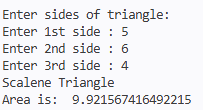 Enter sides of triangle:
Enter 1st side : 5
Enter 2nd side : 6
Enter 3rd side : 4
Scalene Triangle
Area is:  9.921567416492215